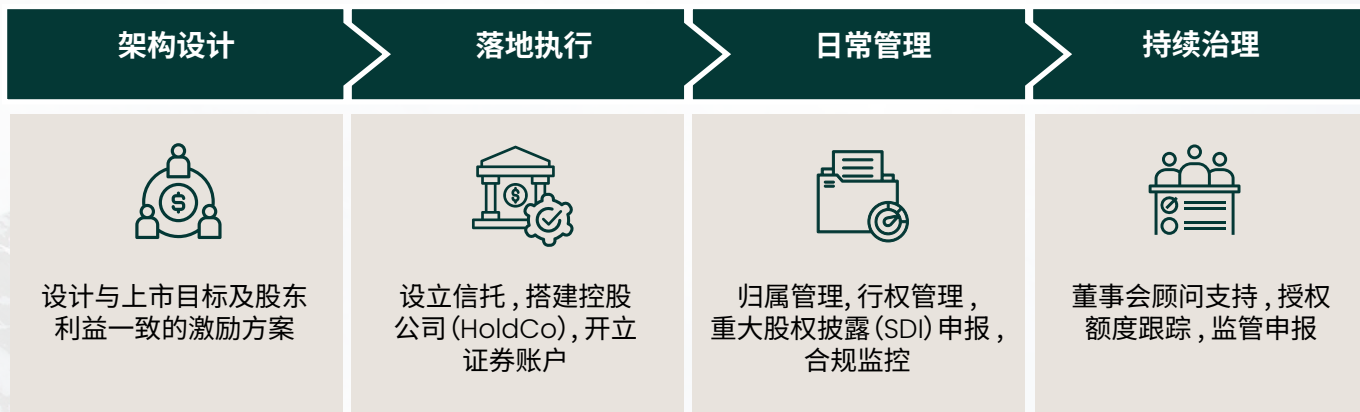 架构设计
落地执行
日常管理
持续治理
设计与上市目标及股东
利益一致的激励方案
设立信托 , 搭建控股
公司 (HoldCo) , 开立
证券账户
归属管理, 行权管理 ,
重大股权披露 (SDI) 申报 ,
合规监控
董事会顾问支持 , 授权
额度跟踪 , 监管申报